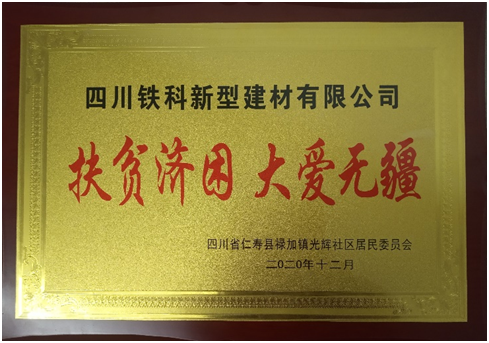 四川铁科新型建材有限公司
扶贫济困 大爱无疆
四川省仁寿县禄加镇光辉社区居民委员会
二〇二〇年十二月